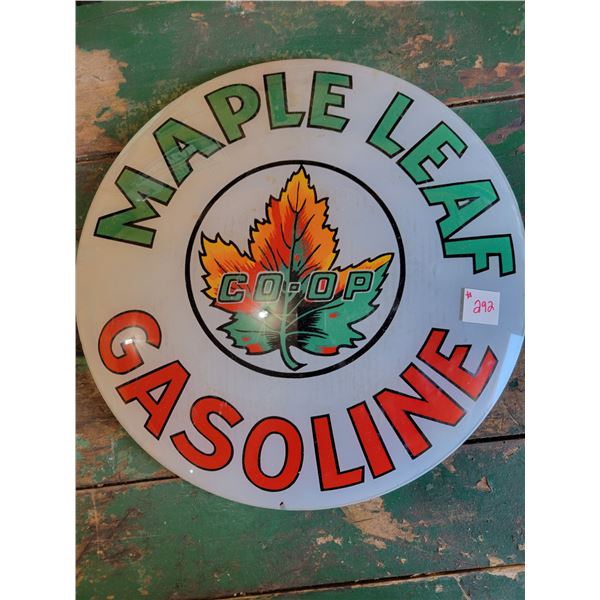 MAPLE LEAF
CO-OP
# 292
GASOLINE